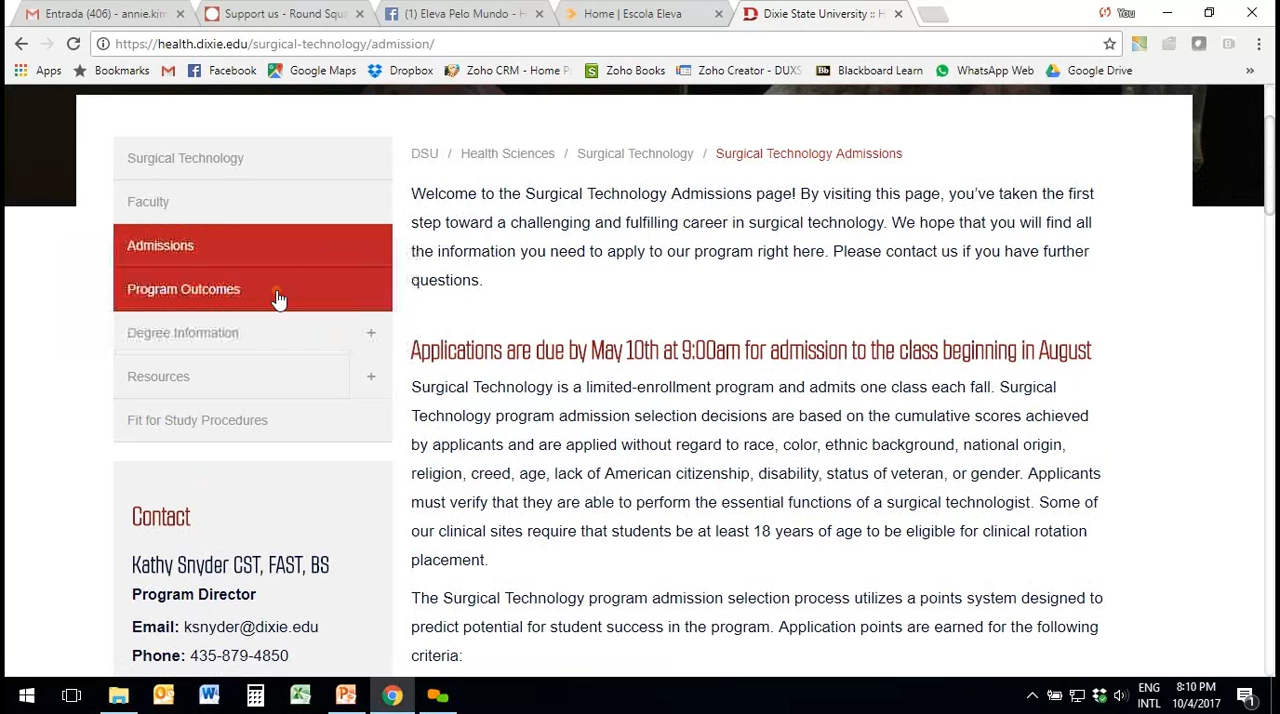 Entrada (406) - annie.kim
Support us - Round Squa
(1) Eleva Pelo Mundo - H
Home | Escola Eleva
Dixie State University :: H
You
https://health.dixie.edu/surgical-technology/admission/
Apps
Bookmarks
Facebook
Google Maps
Dropbox
Zoho CRM - Home P
Zoho Books
Zoho Creator - DUXS
Blackboard Learn
WhatsApp Web
Google Drive
»
Surgical Technology
Faculty
Admissions
Program Outcomes
Degree Information +
Resources +
Fit for Study Procedures
Contact
Kathy Snyder CST, FAST, BS
Program Director
Email: ksnyder@dixie.edu
Phone: 435-879-4850
DSU / Health Sciences / Surgical Technology / Surgical Technology Admissions
Welcome to the Surgical Technology Admissions page! By visiting this page, you’ve taken the first
step toward a challenging and fulfilling career in surgical technology. We hope that you will find all
the information you need to apply to our program right here. Please contact us if you have further
questions.
Applications are due by May 10th at 9:00am for admission to the class beginning in August
Surgical Technology is a limited-enrollment program and admits one class each fall. Surgical
Technology program admission selection decisions are based on the cumulative scores achieved
by applicants and are applied without regard to race, color, ethnic background, national origin,
religion, creed, age, lack of American citizenship, disability, status of veteran, or gender. Applicants
must verify that they are able to perform the essential functions of a surgical technologist. Some of
our clinical sites require that students be at least 18 years of age to be eligible for clinical rotation
placement.
The Surgical Technology program admission selection process utilizes a points system designed to
predict potential for student success in the program. Application points are earned for the following
criteria:
ENG
INTL
8:10 PM
10/4/2017
1